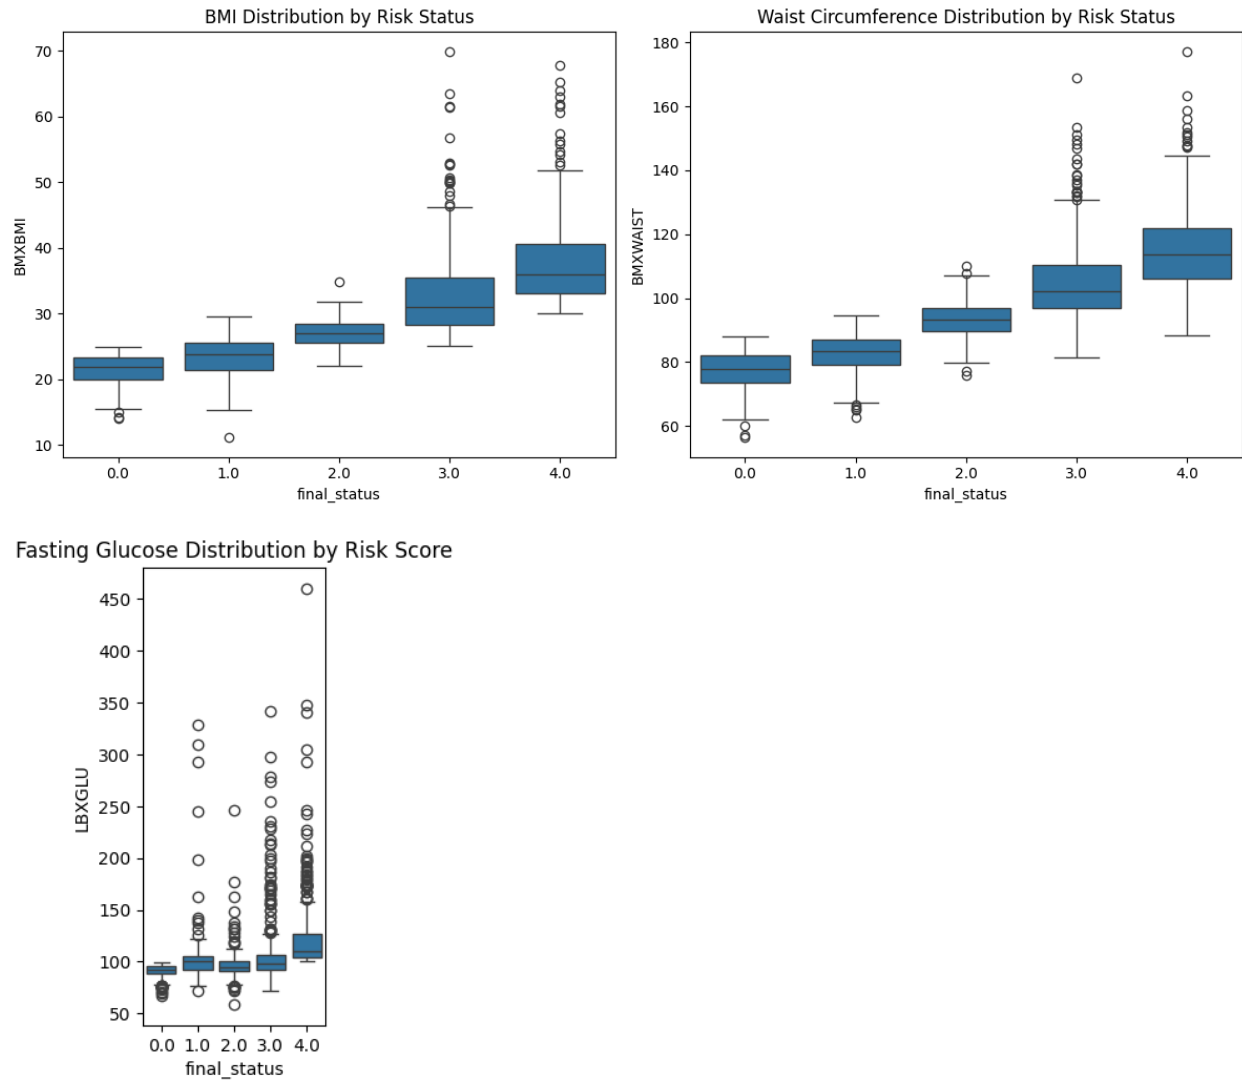 BMI Distribution by Risk Status
70
60
50
40
30
20
10
BMXBMI
0.0 1.0 2.0 3.0 4.0
final_status
Waist Circumference Distribution by Risk Status
180
160
140
120
100
80
60
BMXWAIST
0.0 1.0 2.0 3.0 4.0
final_status
Fasting Glucose Distribution by Risk Score
450
400
350
300
250
200
150
100
50
LBXGLU
0.0 1.0 2.0 3.0 4.0
final_status